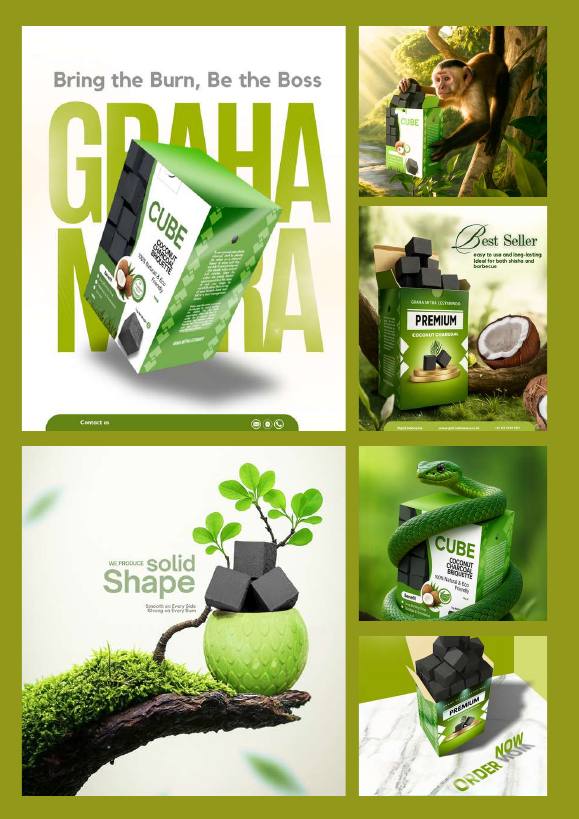 Bring the Burn, Be the Boss
GRAHA
M RA
CUBE
COCONUT
CHARCOAL
BRIQUETTE
100% Natural & Eco
Friendly
Contact us
CUBE
Best Seller
easy to use and long-lasting
ideal for both shisha and
barbecue
PREMIUM
COCONUT CHARCOAL
WE PRODUCE solid
Shape
Smooth on Every Side
Strong on Every Burn
CUBE
COCONUT
CHARCOAL
BRIQUETTE
100% Natural & Eco
Friendly
Benefit
PREMIUM
ORDER NOW